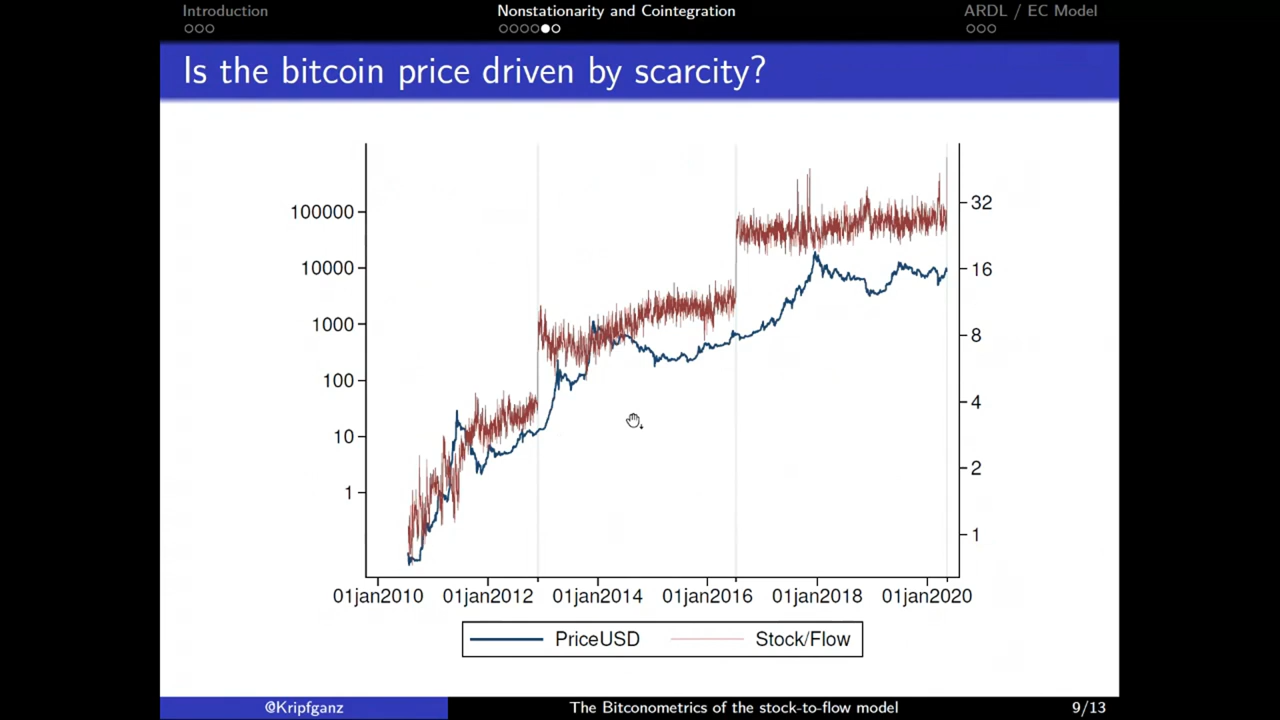 Introduction
Nonstationarity and Cointegration
ARDL / EC Model
Is the bitcoin price driven by scarcity?
100000
10000
1000
100
10
1
32
16
8
4
2
1
01jan2010
01jan2012
01jan2014
01jan2016
01jan2018
01jan2020
PriceUSD
Stock/Flow
@Kripfganz
The Bitconometrics of the stock-to-flow model
9/13